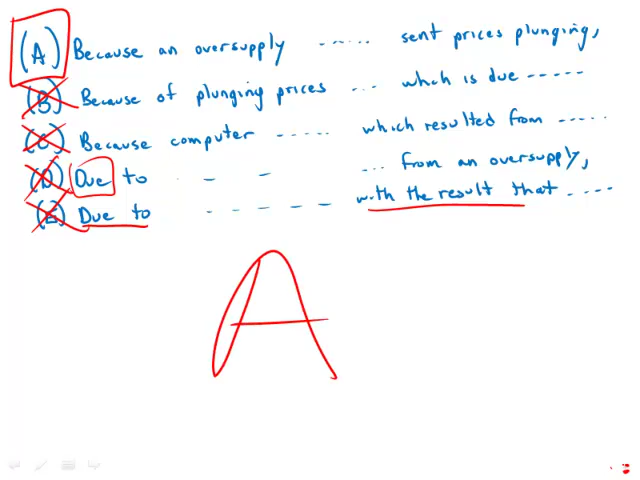 (A) Because an oversupply ...... sent prices plunging,
(B) Because of plunging prices ... which is due -----
(C) Because computer ..... which resulted from .....
(D) Due to - - - ... from an oversupply,
(E) Due to - - - - - with the result that ----
A